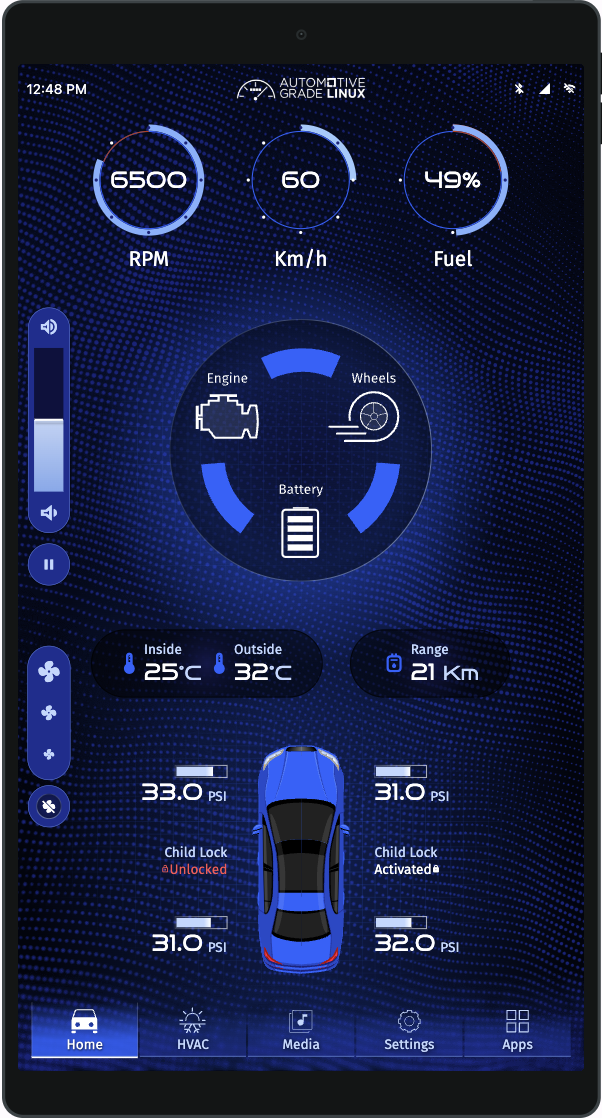 12:48 PM
AUTOMOTIVE
GRADE LINUX
6500
60
49%
RPM
Km/h
Fuel
Engine
Wheels
Battery
Inside
25°C
Outside
32°C
Range
21 Km
33.0 PSI
31.0 PSI
Child Lock
Unlocked
Child Lock
Activated
31.0 PSI
32.0 PSI
Home
HVAC
Media
Settings
Apps